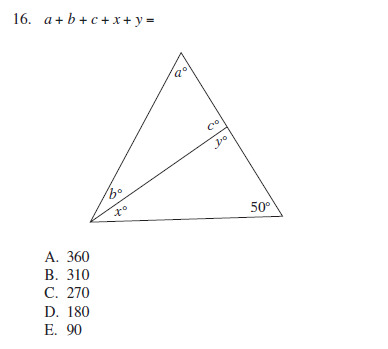 16. a + b + c + x + y =
a°
c°
y°
b°
x°
50°
A. 360
B. 310
C. 270
D. 180
E. 90